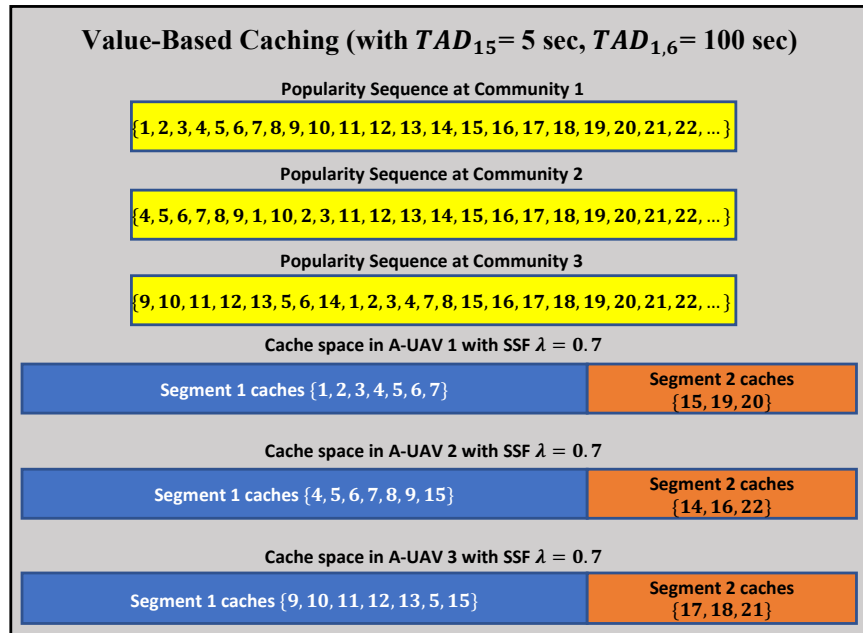 Value-Based Caching (with TAD₁₅= 5 sec, TAD₁,₆= 100 sec)
Popularity Sequence at Community 1
{1, 2, 3, 4, 5, 6, 7, 8, 9, 10, 11, 12, 13, 14, 15, 16, 17, 18, 19, 20, 21, 22, … }
Popularity Sequence at Community 2
{4, 5, 6, 7, 8, 9, 1, 10, 2, 3, 11, 12, 13, 14, 15, 16, 17, 18, 19, 20, 21, 22, … }
Popularity Sequence at Community 3
{9, 10, 11, 12, 13, 5, 6, 14, 1, 2, 3, 4, 7, 8, 15, 16, 17, 18, 19, 20, 21, 22, … }
Cache space in A-UAV 1 with SSF λ = 0.7
Segment 1 caches {1, 2, 3, 4, 5, 6, 7}
Segment 2 caches
{15, 19, 20}
Cache space in A-UAV 2 with SSF λ = 0.7
Segment 1 caches {4, 5, 6, 7, 8, 9, 15}
Segment 2 caches
{14, 16, 22}
Cache space in A-UAV 3 with SSF λ = 0.7
Segment 1 caches {9, 10, 11, 12, 13, 5, 15}
Segment 2 caches
{17, 18, 21}